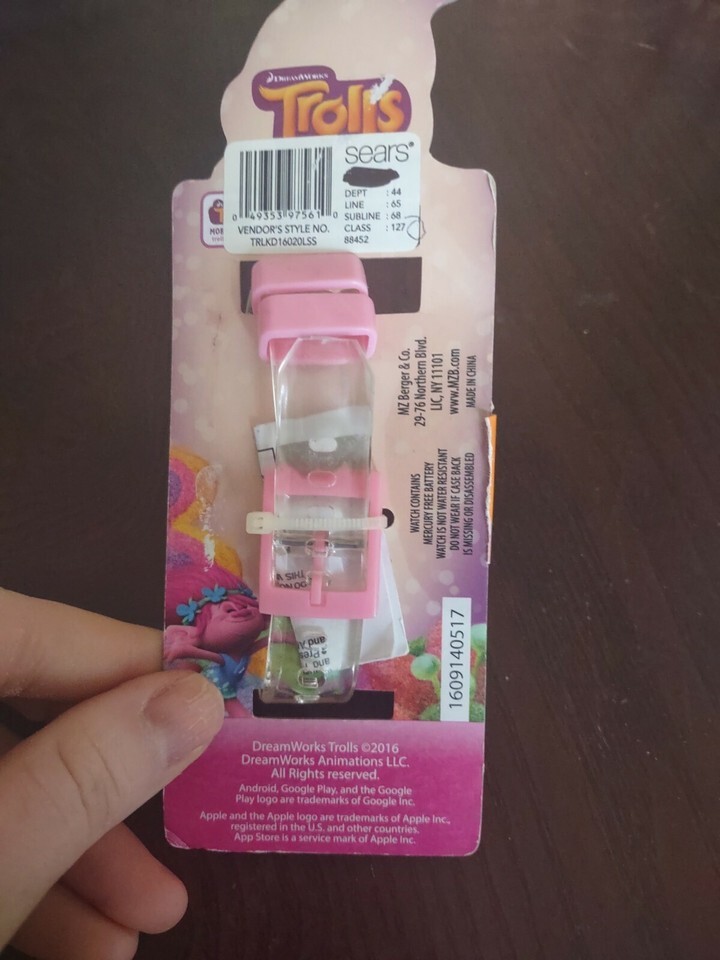 DREAMWORKS
Trolls
sears
DEPT : 44
LINE : 65
SUBLINE : 68
CLASS : 127
88452
0 49353 97561 0
VENDOR'S STYLE NO.
TRLKD16020LSS
MZ Berger & Co.
29-76 Northern Blvd.
LIC, NY 11101
www.MZB.com
MADE IN CHINA
WATCH CONTAINS
MERCURY FREE BATTERY
WATCH IS NOT WATER RESISTANT
DO NOT WEAR IF CASE BACK
IS MISSING OR DISASSEMBLED
THIS
and
Pres
and
1609140517
DreamWorks Trolls ©2016
DreamWorks Animations LLC.
All Rights reserved.
Android, Google Play, and the Google
Play logo are trademarks of Google Inc.
Apple and the Apple logo are trademarks of Apple Inc.,
registered in the U.S. and other countries.
App Store is a service mark of Apple Inc.